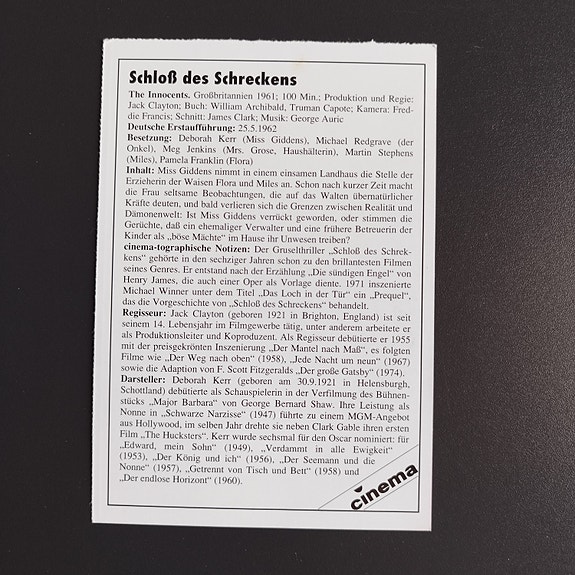 Schloß des Schreckens
The Innocents. Großbritannien 1961; 100 Min.; Produktion und Regie:
Jack Clayton; Buch: William Archibald, Truman Capote; Kamera: Fred-
die Francis; Schnitt: James Clark; Musik: George Auric
Deutsche Erstaufführung: 25.5.1962
Besetzung: Deborah Kerr (Miss Giddens), Michael Redgrave (der
Onkel), Meg Jenkins (Mrs. Grose, Haushälterin), Martin Stephens
(Miles), Pamela Franklin (Flora)
Inhalt: Miss Giddens nimmt in einem einsamen Landhaus die Stelle der
Erzieherin der Waisen Flora und Miles an. Schon nach kurzer Zeit macht
die Frau seltsame Beobachtungen, die auf das Walten übernatürlicher
Kräfte deuten, und bald verlieren sich die Grenzen zwischen Realität und
Dämonenwelt: Ist Miss Giddens verrückt geworden, oder stimmen die
Gerüchte, daß ein ehemaliger Verwalter und eine frühere Betreuerin der
Kinder als „böse Mächte" im Hause ihr Unwesen treiben?
cinema-tographische Notizen: Der Gruselthriller „Schloß des Schrek-
kens" gehörte in den sechziger Jahren schon zu den brillantesten Filmen
seines Genres. Er entstand nach der Erzählung „Die sündigen Engel" von
Henry James, die auch einer Oper als Vorlage diente. 1971 inszenierte
Michael Winner unter dem Titel „Das Loch in der Tür" ein „Prequel",
das die Vorgeschichte von „Schloß des Schreckens" behandelt.
Regisseur: Jack Clayton (geboren 1921 in Brighton, England) ist seit
seinem 14. Lebensjahr im Filmgewerbe tätig, unter anderem arbeitete er
als Produktionsleiter und Koproduzent. Als Regisseur debütierte er 1955
mit der preisgekrönten Inszenierung „Der Mantel nach Maß", es folgten
Filme wie „Der Weg nach oben" (1958), „Jede Nacht um neun" (1967)
sowie die Adaption von F. Scott Fitzgeralds „Der große Gatsby" (1974).
Darsteller: Deborah Kerr (geboren am 30.9.1921 in Helensburgh,
Schottland) debütierte als Schauspielerin in der Verfilmung des Bühnen-
stücks „Major Barbara" von George Bernard Shaw. Ihre Leistung als
Nonne in „Schwarze Narzisse" (1947) führte zu einem MGM-Angebot
aus Hollywood, im selben Jahr drehte sie neben Clark Gable ihren ersten
Film „The Hucksters". Kerr wurde sechsmal für den Oscar nominiert: für
„Edward, mein Sohn" (1949), „Verdammt in alle Ewigkeit"
(1953), „Der König und ich" (1956), „Der Seemann und die
Nonne" (1957), „Getrennt von Tisch und Bett" (1958) und
„Der endlose Horizont" (1960).
cinema